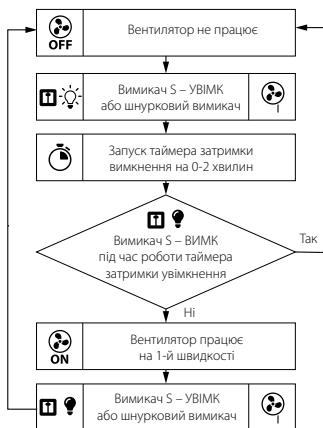 OFF
Вентилятор не працює
Вимикач S – УВІМК
або шнурковий вимикач
Запуск таймера затримки
вимкнення на 0-2 хвилин
Вимикач S – ВИМК
під час роботи таймера
затримки увімкнення
Так
Ні
ON
Вентилятор працює
на 1-й швидкості
Вимикач S – УВІМК
або шнурковий вимикач